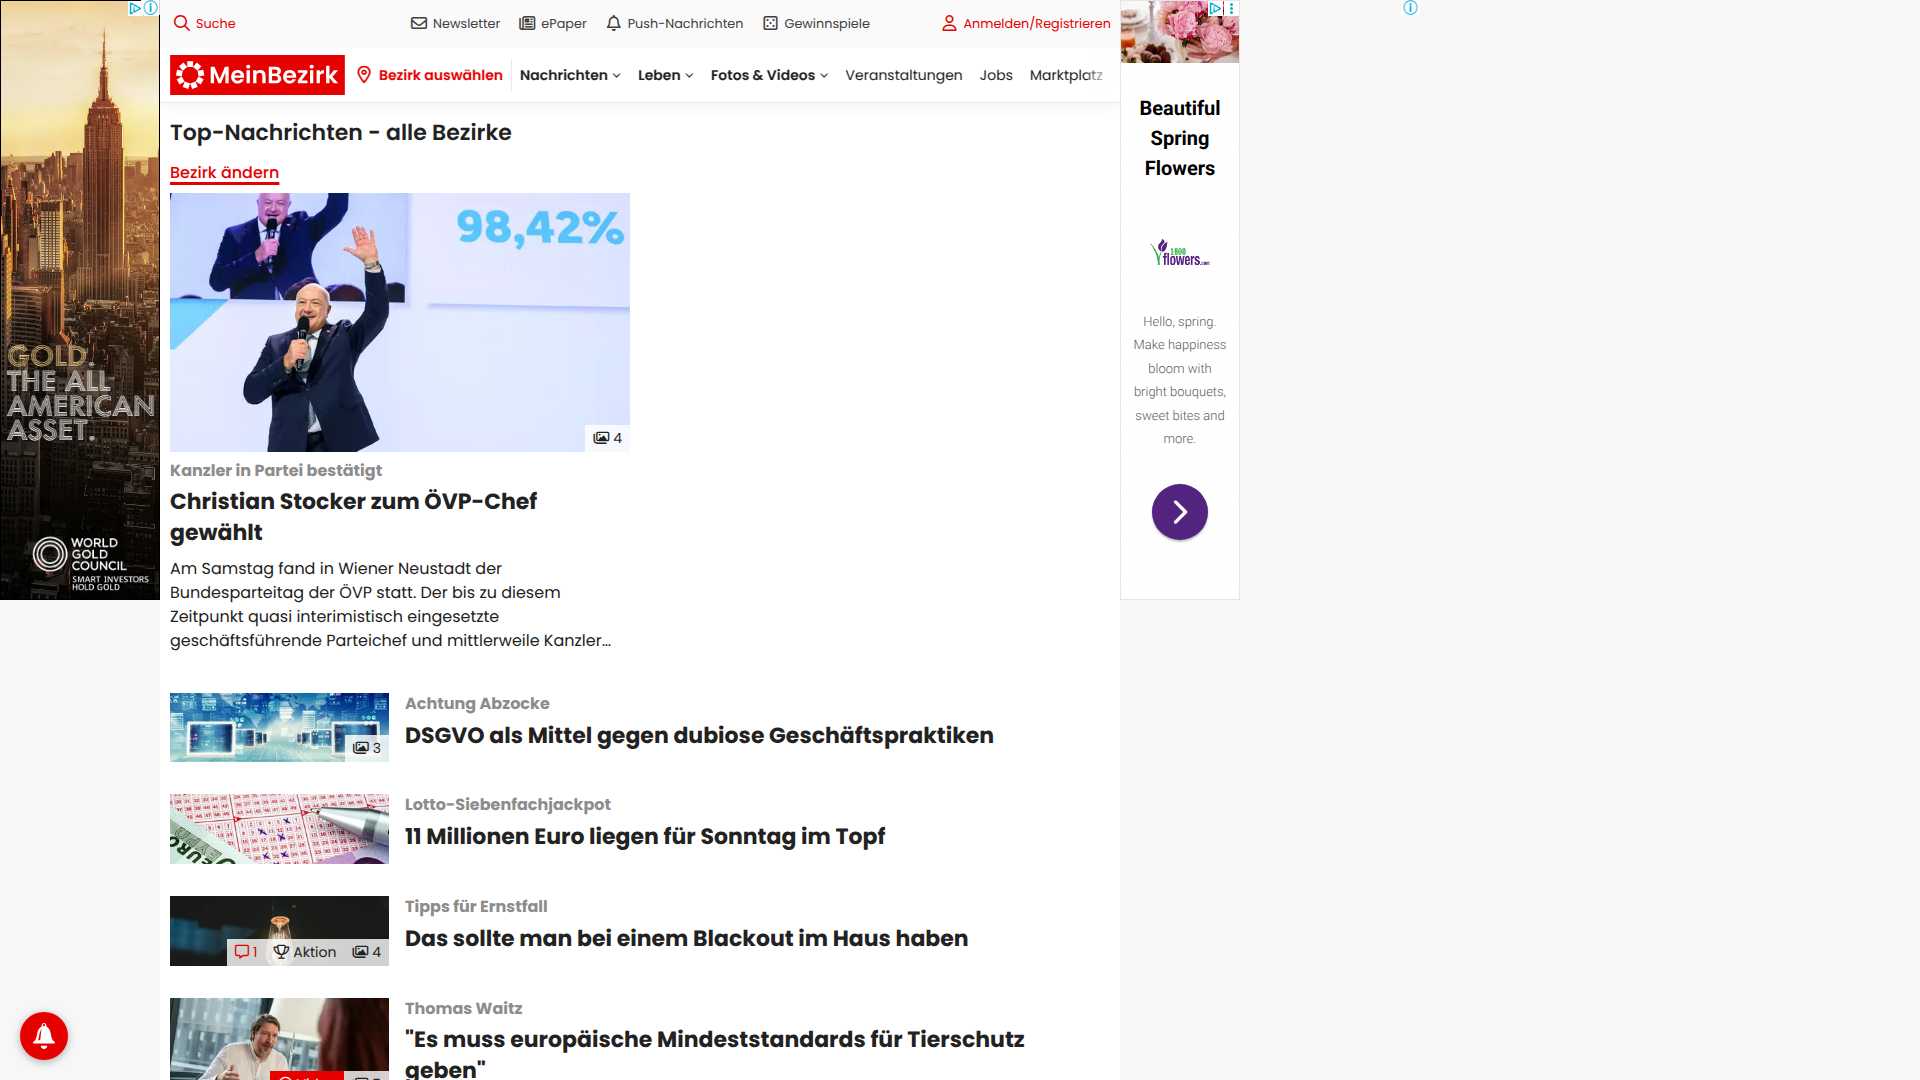 Suche
Newsletter
ePaper
Push-Nachrichten
Gewinnspiele
Anmelden/Registrieren
MeinBezirk
Bezirk auswählen
Nachrichten
Leben
Fotos & Videos
Veranstaltungen
Jobs
Marktplatz
Top-Nachrichten - alle Bezirke
Bezirk ändern
98,42%
4
Kanzler in Partei bestätigt
Christian Stocker zum ÖVP-Chef
gewählt
Am Samstag fand in Wiener Neustadt der
Bundesparteitag der ÖVP statt. Der bis zu diesem
Zeitpunkt quasi interimistisch eingesetzte
geschäftsführende Parteichef und mittlerweile Kanzler...
3
Achtung Abzocke
DSGVO als Mittel gegen dubiose Geschäftspraktiken
EURO
Lotto-Siebenfachjackpot
11 Millionen Euro liegen für Sonntag im Topf
1
Aktion
4
Tipps für Ernstfall
Das sollte man bei einem Blackout im Haus haben
Thomas Waitz
"Es muss europäische Mindeststandards für Tierschutz
geben"
GOLD.
THE ALL
AMERICAN
ASSET.
WORLD
GOLD
COUNCIL
SMART INVESTORS
HOLD GOLD
Beautiful
Spring
Flowers
1800
flowers.com
Hello, spring.
Make happiness
bloom with
bright bouquets,
sweet bites and
more.